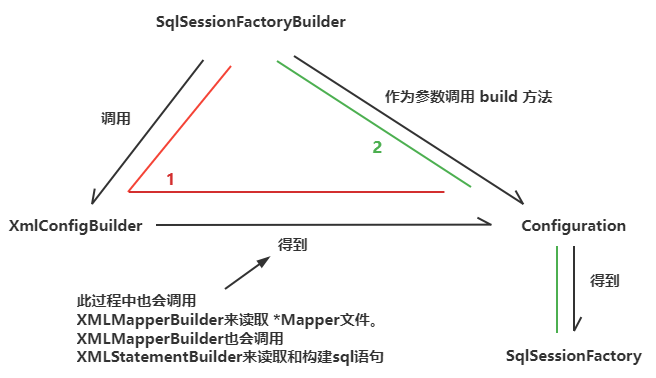 SqlSessionFactoryBuilder
作为参数调用 build 方法
调用
2
1
XmlConfigBuilder
Configuration
得到
得到
此过程中也会调用
XMLMapperBuilder来读取 *Mapper文件。
XMLMapperBuilder也会调用
XMLStatementBuilder来读取和构建sql语句
SqlSessionFactory